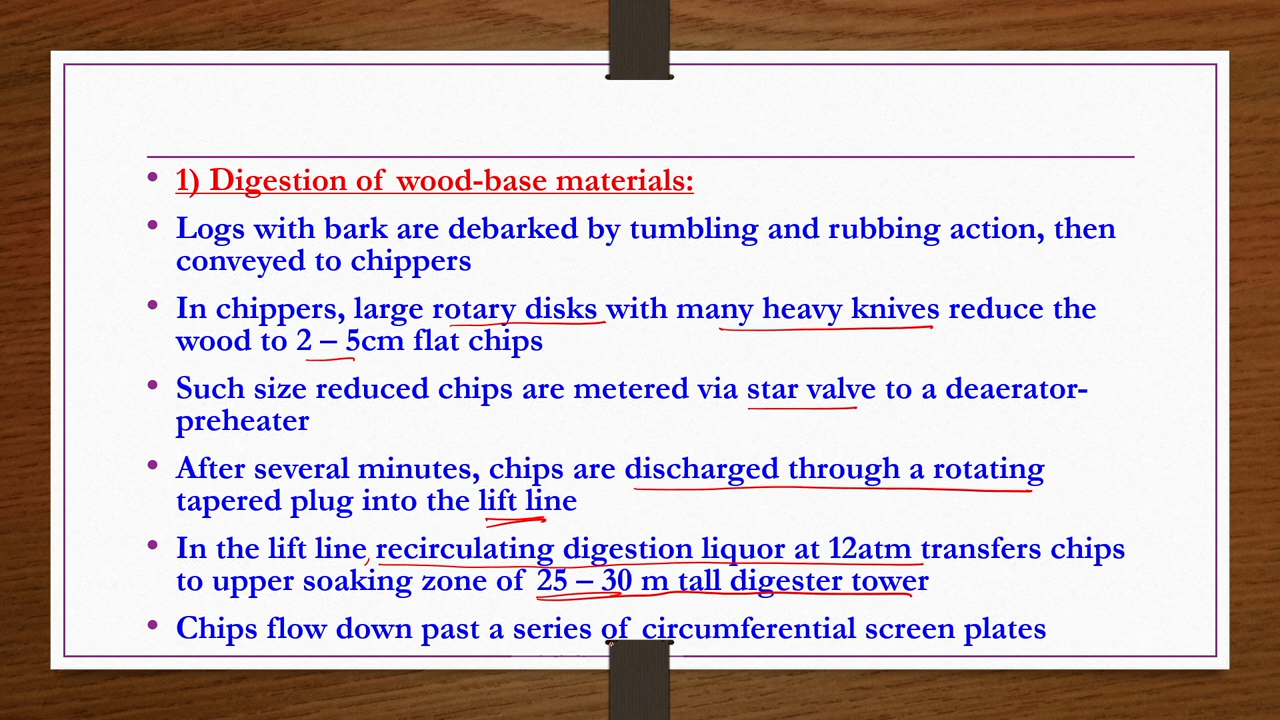 • 1) Digestion of wood-base materials:
• Logs with bark are debarked by tumbling and rubbing action, then
conveyed to chippers
• In chippers, large rotary disks with many heavy knives reduce the
wood to 2 – 5cm flat chips
• Such size reduced chips are metered via star valve to a deaerator-
preheater
• After several minutes, chips are discharged through a rotating
tapered plug into the lift line
• In the lift line, recirculating digestion liquor at 12atm transfers chips
to upper soaking zone of 25 – 30 m tall digester tower
• Chips flow down past a series of circumferential screen plates